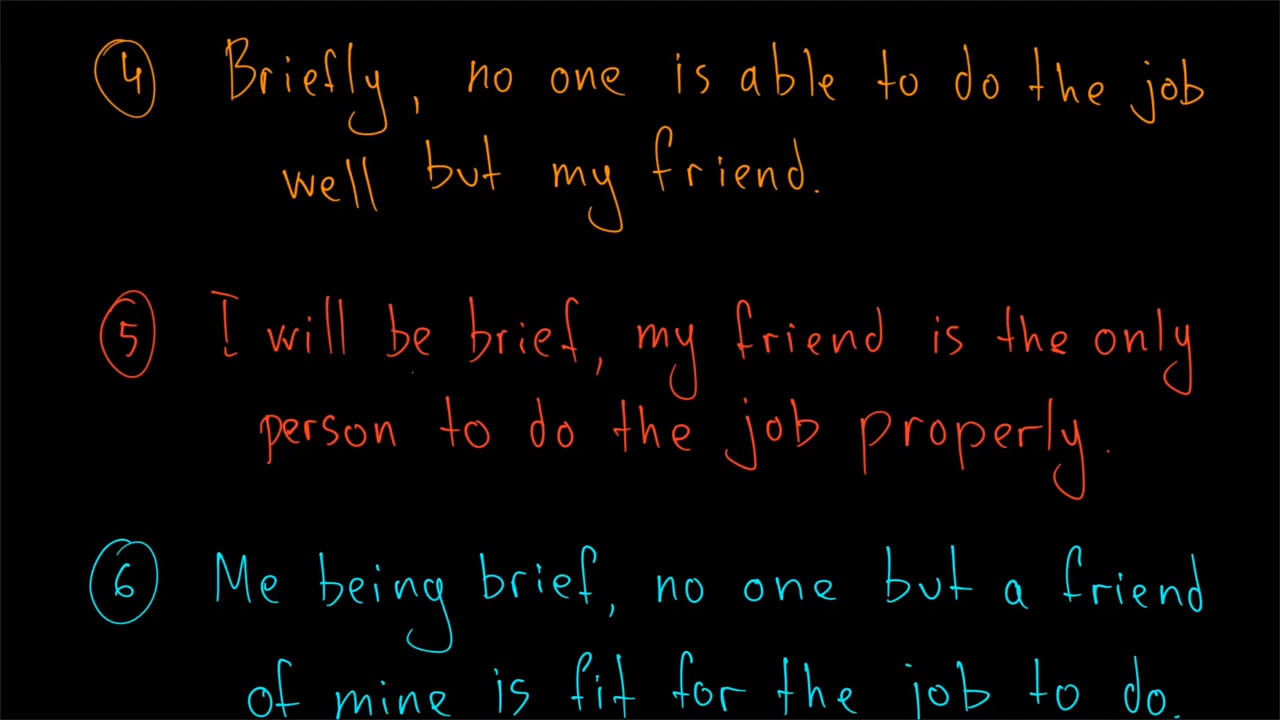 4 Briefly, no one is able to do the job
well but my friend.
5 I will be brief, my friend is the only
person to do the job properly.
6 Me being brief, no one but a friend
of mine is fit for the job to do.